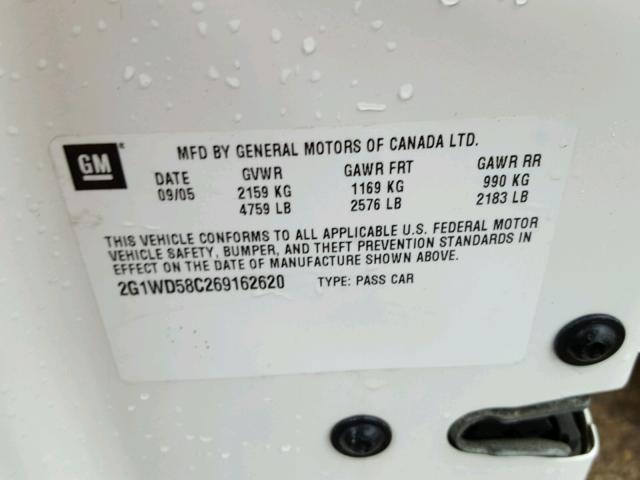 GM®
MFD BY GENERAL MOTORS OF CANADA LTD.
DATE GVWR GAWR FRT GAWR RR
09/05 2159 KG 1169 KG 990 KG
4759 LB 2576 LB 2183 LB
THIS VEHICLE CONFORMS TO ALL APPLICABLE U.S. FEDERAL MOTOR
VEHICLE SAFETY, BUMPER, AND THEFT PREVENTION STANDARDS IN
EFFECT ON THE DATE OF MANUFACTURE SHOWN ABOVE.
2G1WD58C269162620 TYPE: PASS CAR